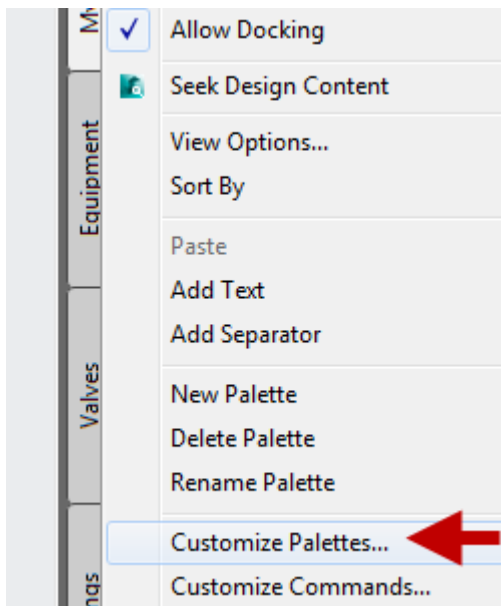 Allow Docking
Seek Design Content
View Options...
Sort By
Paste
Add Text
Add Separator
New Palette
Delete Palette
Rename Palette
Customize Palettes...
Customize Commands...
Equipment
Valves